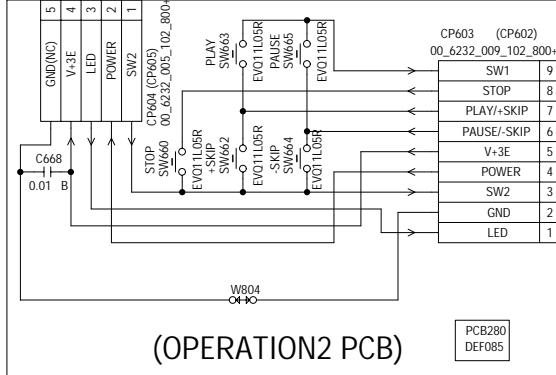 5 GND(NC)
4 V+3E
3 LED
2 POWER
1 SW2
CP604 (CP605)
00_6232_005_102_800+
C668
0.01 B
STOP
SW660
EVQ11L05R
PLAY
SW663
EVQ11L05R
+SKIP
SW662
EVQ11L05R
PAUSE
SW665
EVQ11L05R
-SKIP
SW664
EVQ11L05R
CP603 (CP602)
00_6232_009_102_800+
SW1 9
STOP 8
PLAY/+SKIP 7
PAUSE/-SKIP 6
V+3E 5
POWER 4
SW2 3
GND 2
LED 1
W804
(OPERATION2 PCB)
PCB280
DEF085